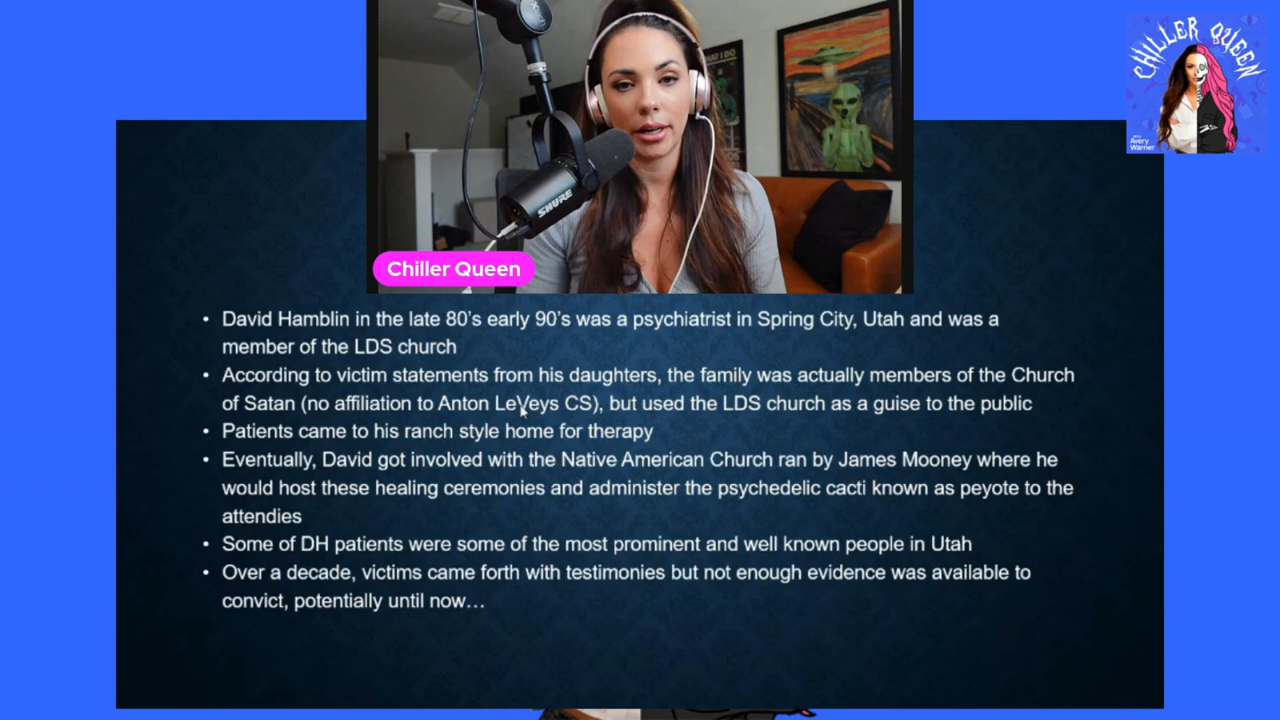 CHILLER QUEEN
WITH
Avery
Warner
SHURE
Chiller Queen
• David Hamblin in the late 80's early 90's was a psychiatrist in Spring City, Utah and was a
member of the LDS church
• According to victim statements from his daughters, the family was actually members of the Church
of Satan (no affiliation to Anton LeVeys CS), but used the LDS church as a guise to the public
• Patients came to his ranch style home for therapy
• Eventually, David got involved with the Native American Church ran by James Mooney where he
would host these healing ceremonies and administer the psychedelic cacti known as peyote to the
attendies
• Some of DH patients were some of the most prominent and well known people in Utah
• Over a decade, victims came forth with testimonies but not enough evidence was available to
convict, potentially until now…